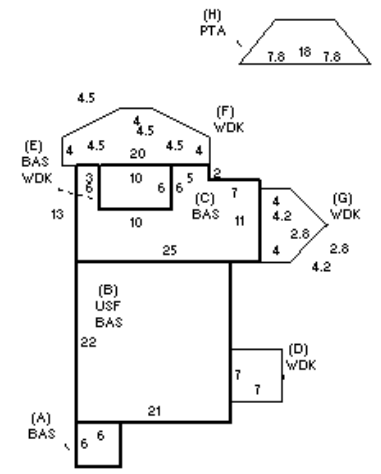 (H)
PTA
7.8 18 7.8
4.5
(F)
WDK
4
4.5
4 4.5 4.5 4
20
(E)
BAS
WDK
3
6
10
6 6
5
2
(C)
BAS
7
13
10
11
4
4.2
2.8
4
(G)
WDK
2.8
4.2
25
(B)
USF
BAS
22
(D)
WDK
7
7
21
(A)
BAS
6 6